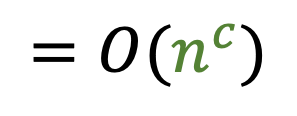 = O(n^c)